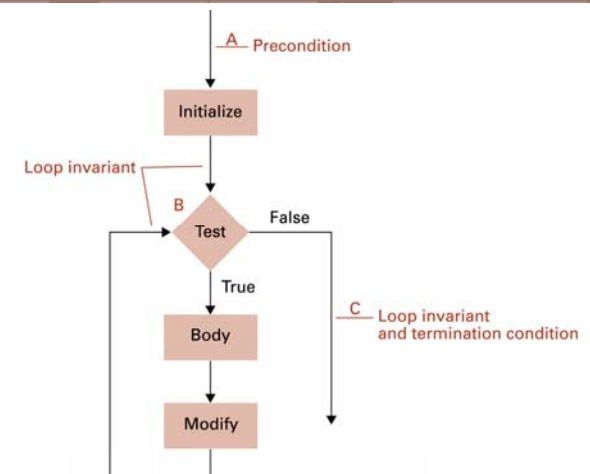 A Precondition
Initialize
Loop invariant
B
False
Test
True
C Loop invariant
and termination condition
Body
Modify